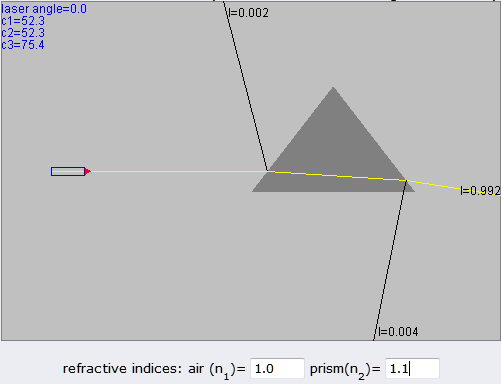 laser angle=0.0
c1=52.3
c2=52.3
c3=75.4
I=0.002
I=0.992
I=0.004
refractive indices: air (n1)= 1.0 prism(n2)= 1.1